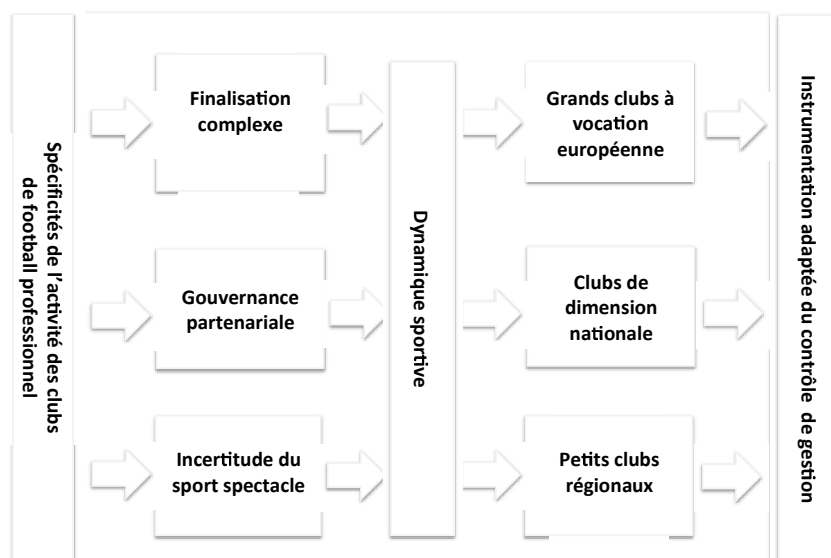 Spécificités de l'activité des clubs
de football professionnel
Finalisation
complexe
Gouvernance
partenariale
Incertitude du
sport spectacle
Dynamique sportive
Grands clubs à
vocation
européenne
Clubs de
dimension
nationale
Petits clubs
régionaux
Instrumentation adaptée du contrôle de gestion